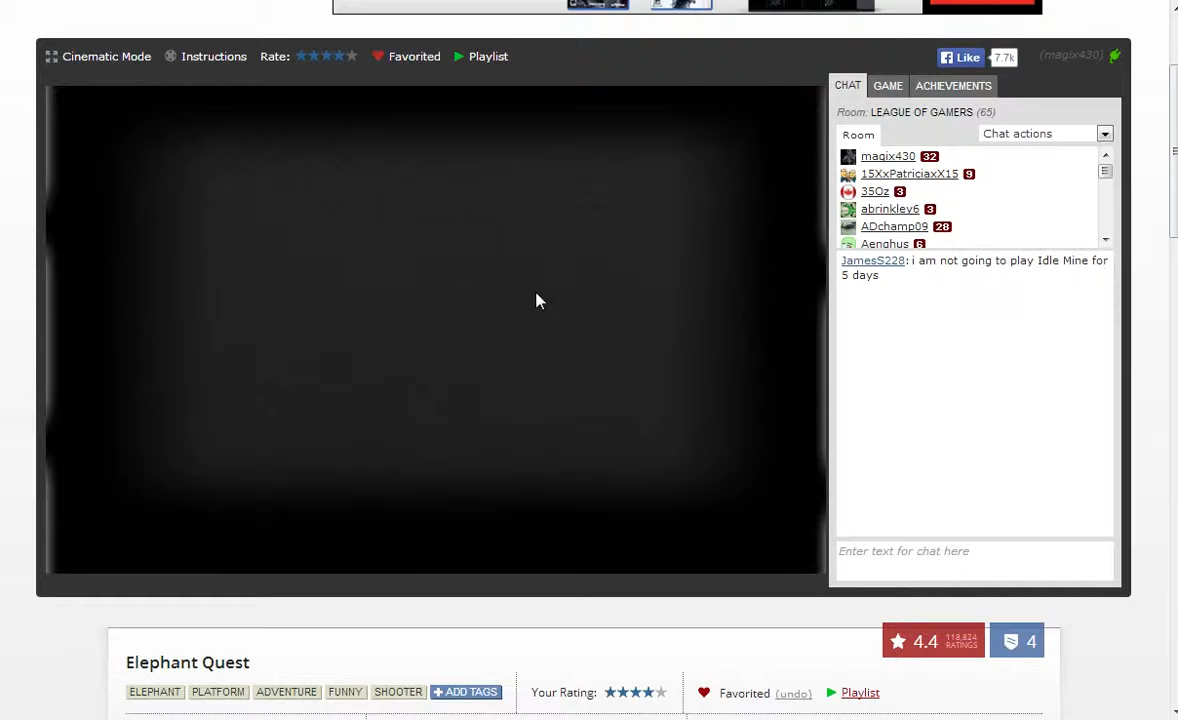 Cinematic Mode Instructions Rate: Favorited Playlist Like 7.7k (magix430)
CHAT GAME ACHIEVEMENTS
Room: LEAGUE OF GAMERS (65)
Room Chat actions
magix430 32
15XxPatriciaxX15 9
35Oz 3
abrinkley6 3
ADchamp09 28
Aenghus 6
JamesS228: i am not going to play Idle Mine for
5 days
Enter text for chat here
4.4 118,824 RATINGS 4
Elephant Quest
ELEPHANT PLATFORM ADVENTURE FUNNY SHOOTER + ADD TAGS Your Rating: Favorited (undo) Playlist